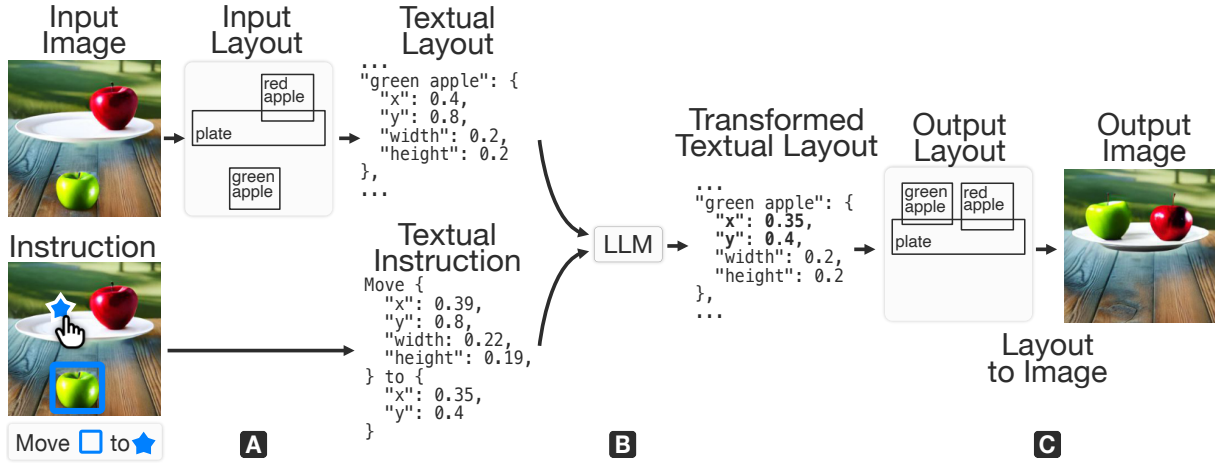 Input
Image
Input
Layout
red
apple
plate
green
apple
Textual
Layout
...
"green apple": {
"x": 0.4,
"y": 0.8,
"width": 0.2,
"height": 0.2
},
...
Instruction
Move to
A
Textual
Instruction
Move {
"x": 0.39,
"y": 0.8,
"width: 0.22,
"height": 0.19,
} to {
"x": 0.35,
"y": 0.4
}
B
LLM
Transformed
Textual Layout
...
"green apple": {
"x": 0.35,
"y": 0.4,
"width": 0.2,
"height": 0.2
},
...
Output
Layout
green
apple
red
apple
plate
Output
Image
Layout
to Image
C